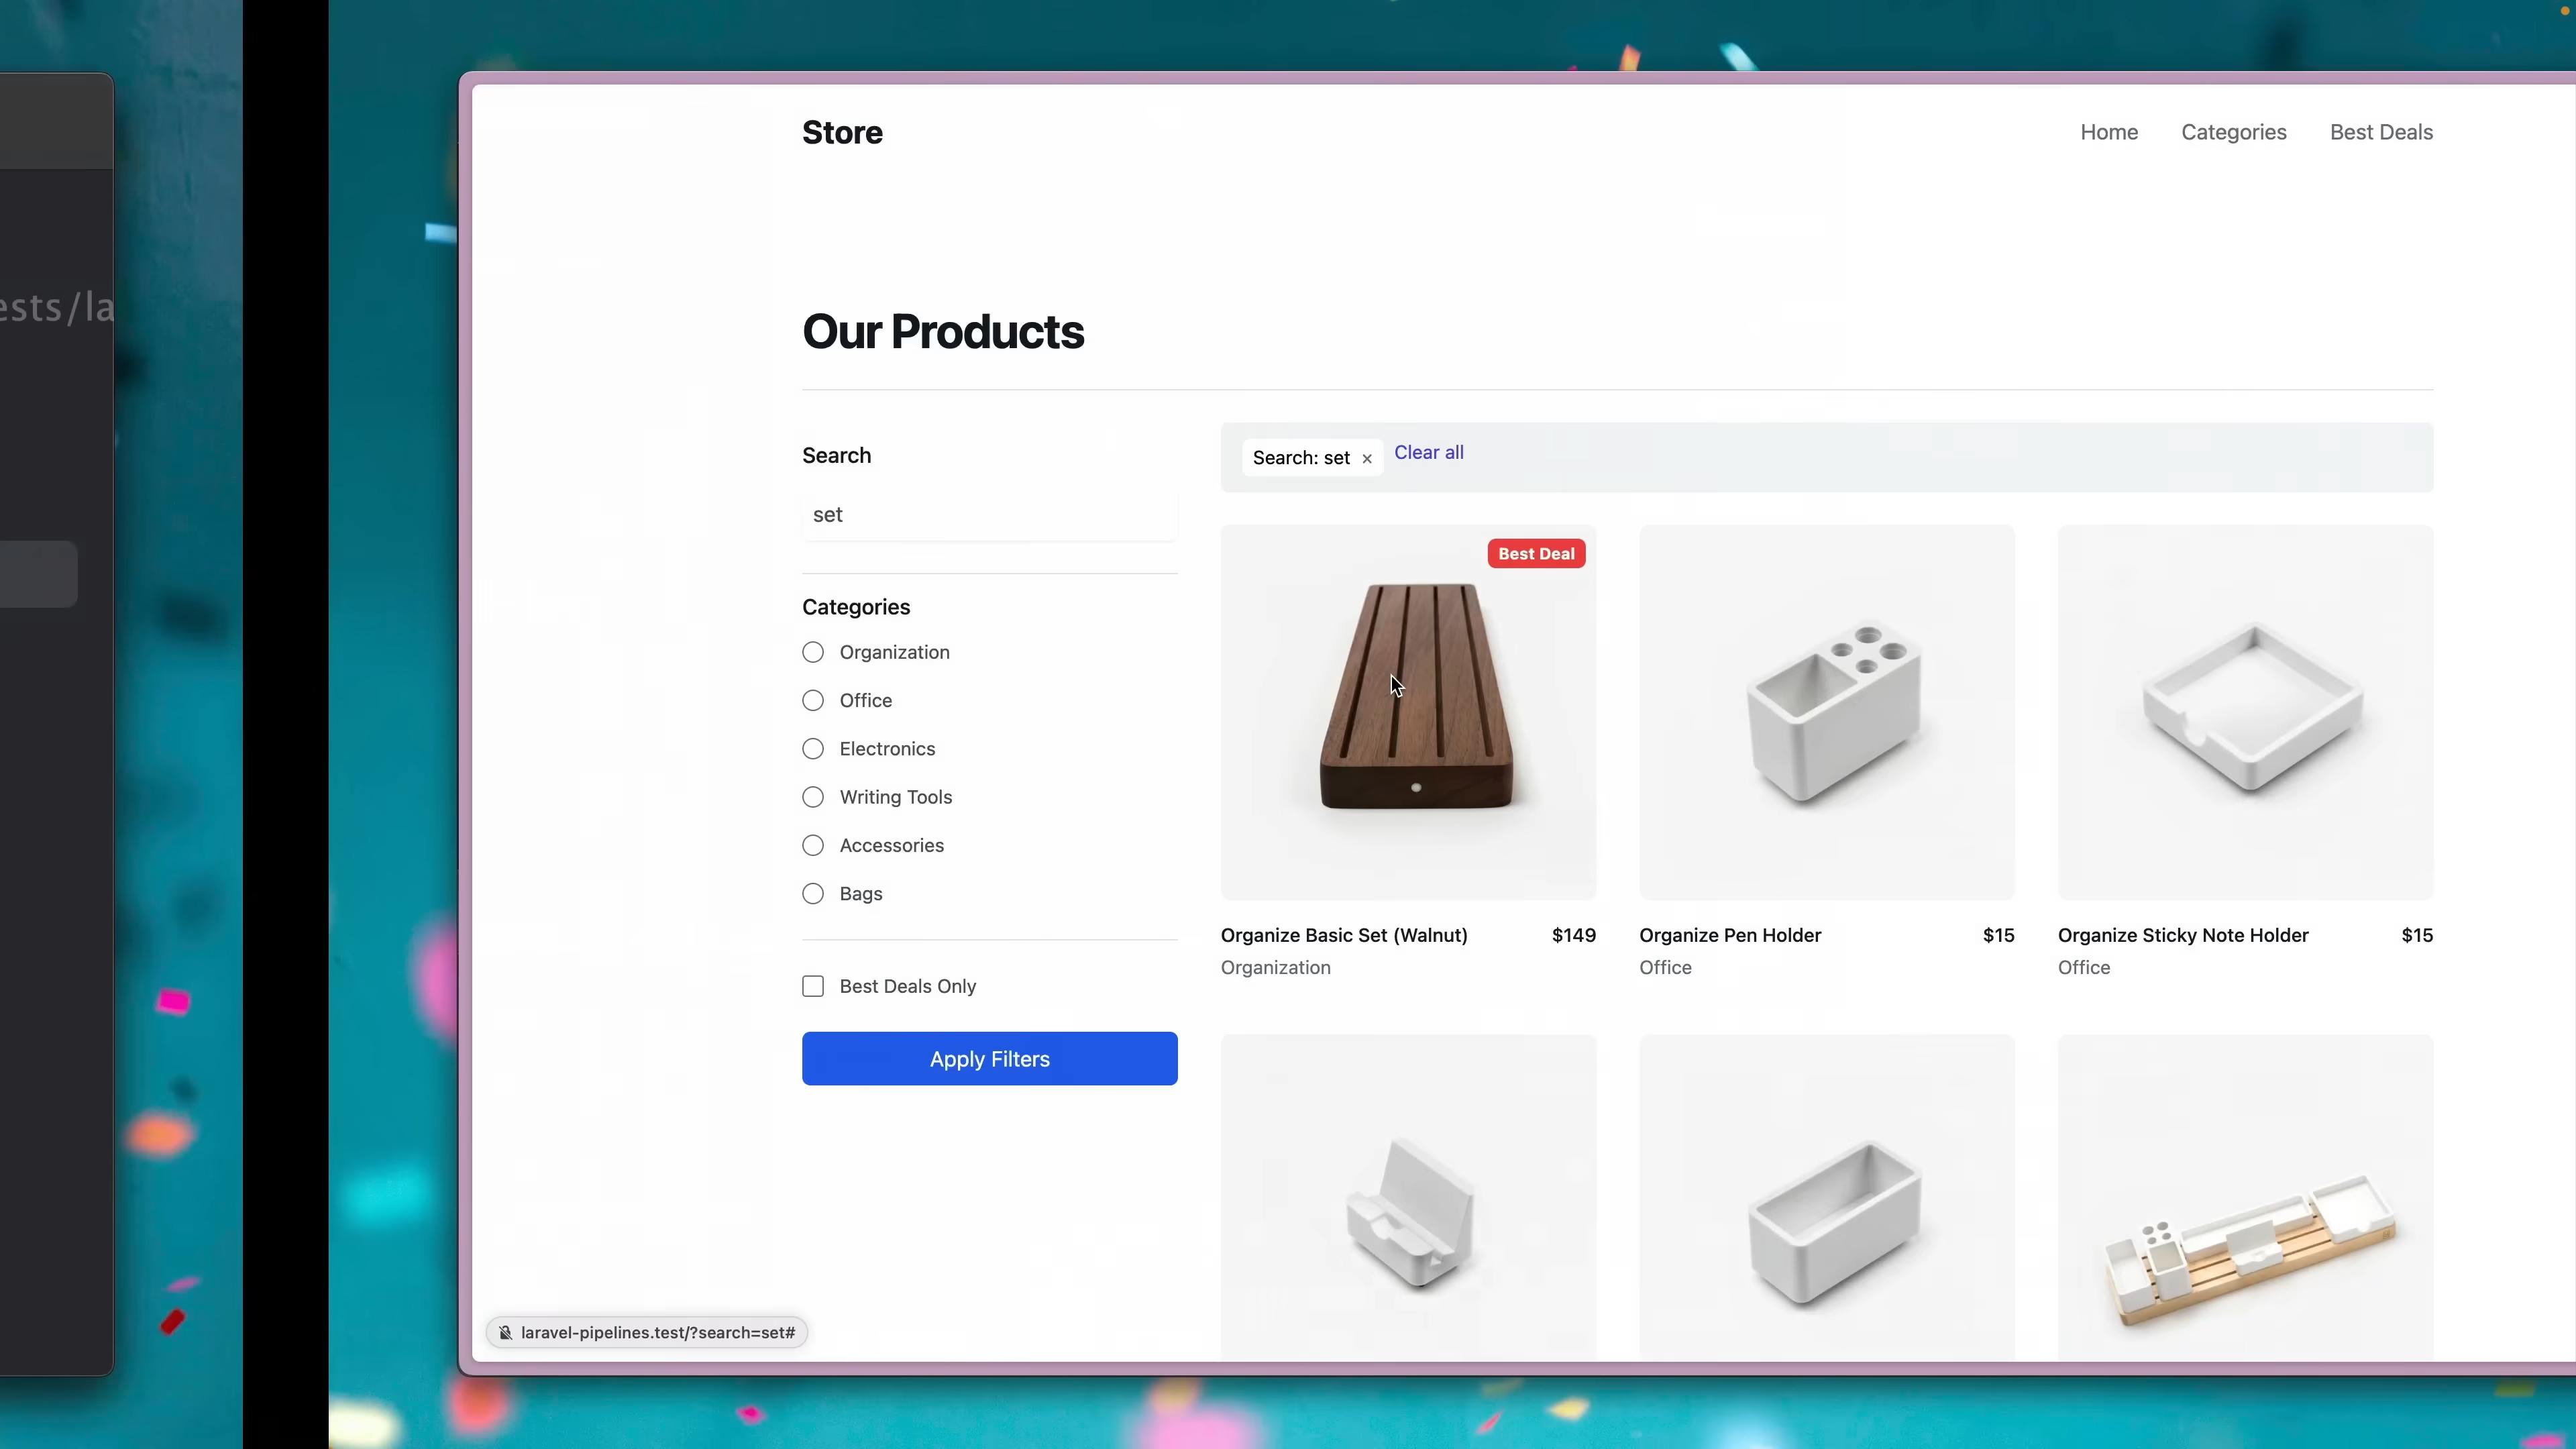 ests/la
Store
Home
Categories
Best Deals
Our Products
Search
set
Search: set ×
Clear all
Categories
Organization
Office
Electronics
Writing Tools
Accessories
Bags
Best Deals Only
Apply Filters
Best Deal
Organize Basic Set (Walnut) $149
Organization
Organize Pen Holder $15
Office
Organize Sticky Note Holder $15
Office
laravel-pipelines.test/?search=set#